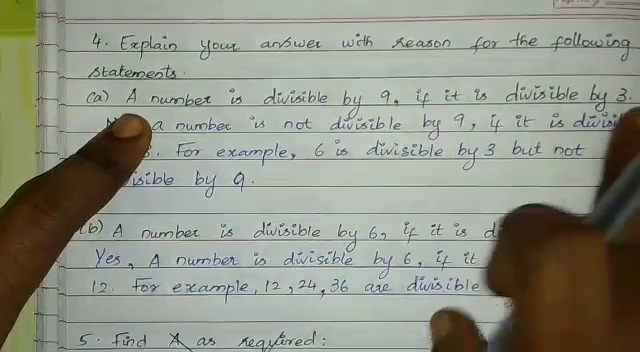 4. Explain your answer with reason for the following
statements.
(a) A number is divisible by 9, if it is divisible by 3.
a number is not divisible by 9, if it is
3. For example, 6 is divisible by 3 but not
by 9.
(b) A number is divisible by 6, if it is
Yes, A number is divisible by 6, if it
12. For example, 12, 24, 36 are divisible
5. Find A as required: